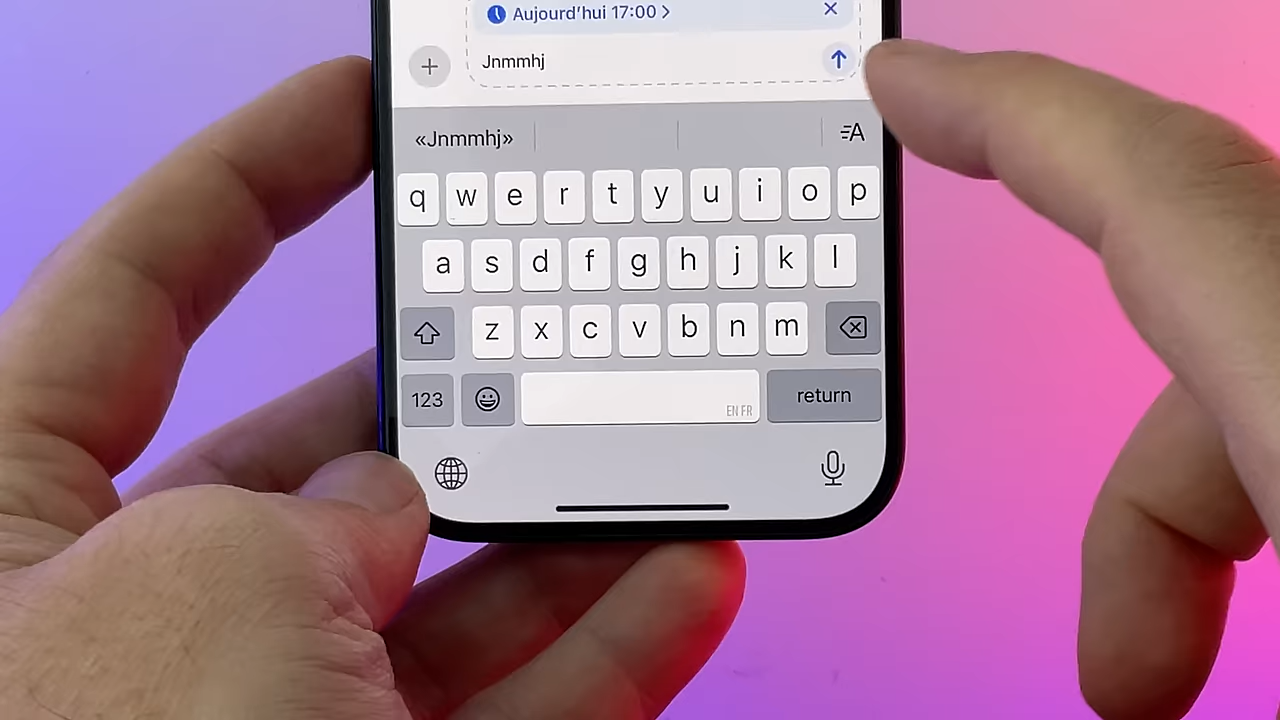 Aujourd'hui 17:00
Jnmmhj
«Jnmmhj»
A
q w e r t y u i o p
a s d f g h j k l
z x c v b n m
123
EN FR
return